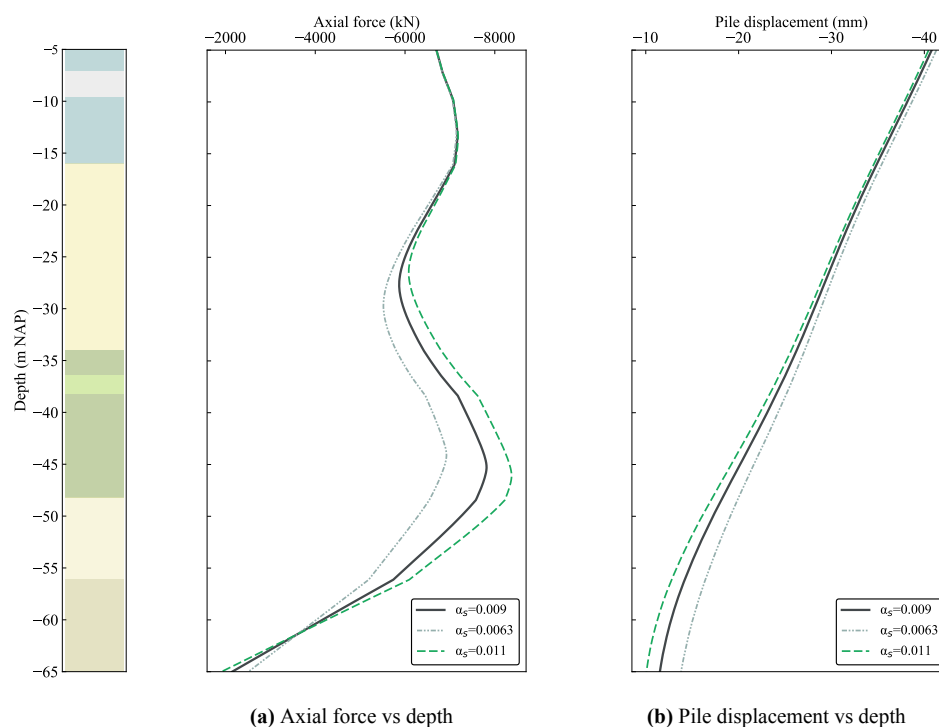 Axial force (kN)
Pile displacement (mm)
−2000 −4000 −6000 −8000
−10 −20 −30 −40
−5
−10
−15
−20
−25
−30
−35
−40
−45
−50
−55
−60
−65
Depth (m NAP)
αs=0.009
αs=0.0063
αs=0.011
αs=0.009
αs=0.0063
αs=0.011
(a) Axial force vs depth
(b) Pile displacement vs depth